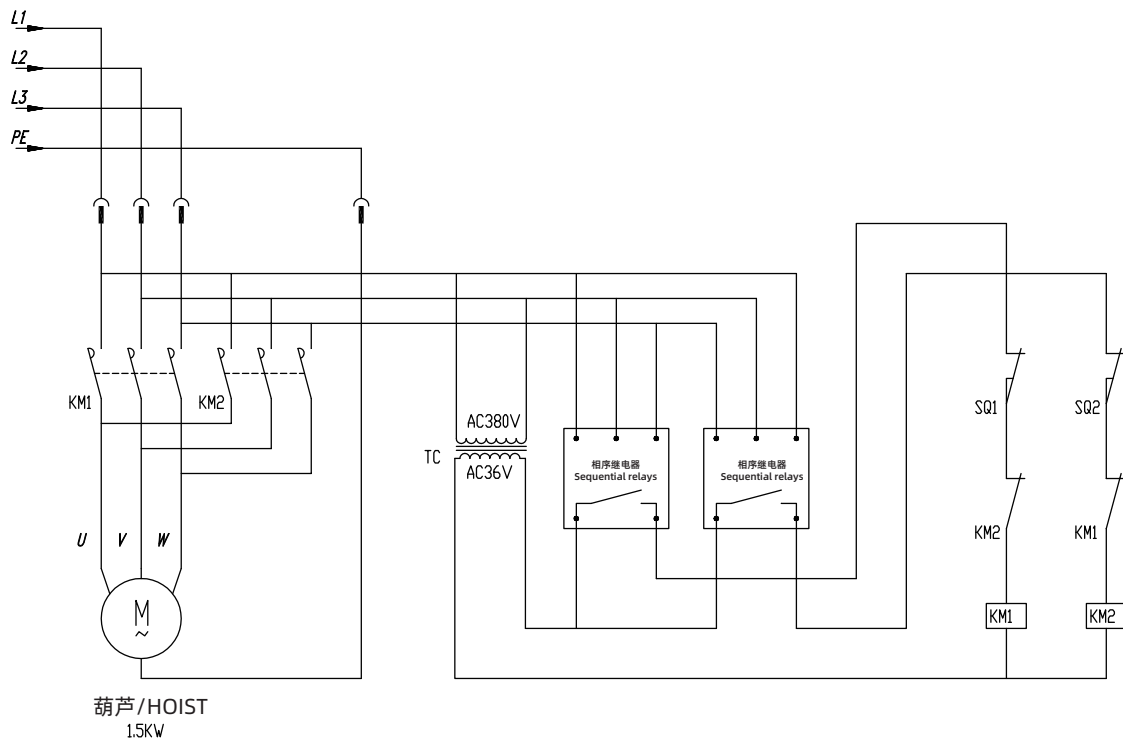 L1
L2
L3
PE
KM1
KM2
AC380V
TC
AC36V
相序继电器
Sequential relays
相序继电器
Sequential relays
SQ1
SQ2
KM2
KM1
KM1
KM2
U V W
M
~
葫芦/HOIST
1.5KW